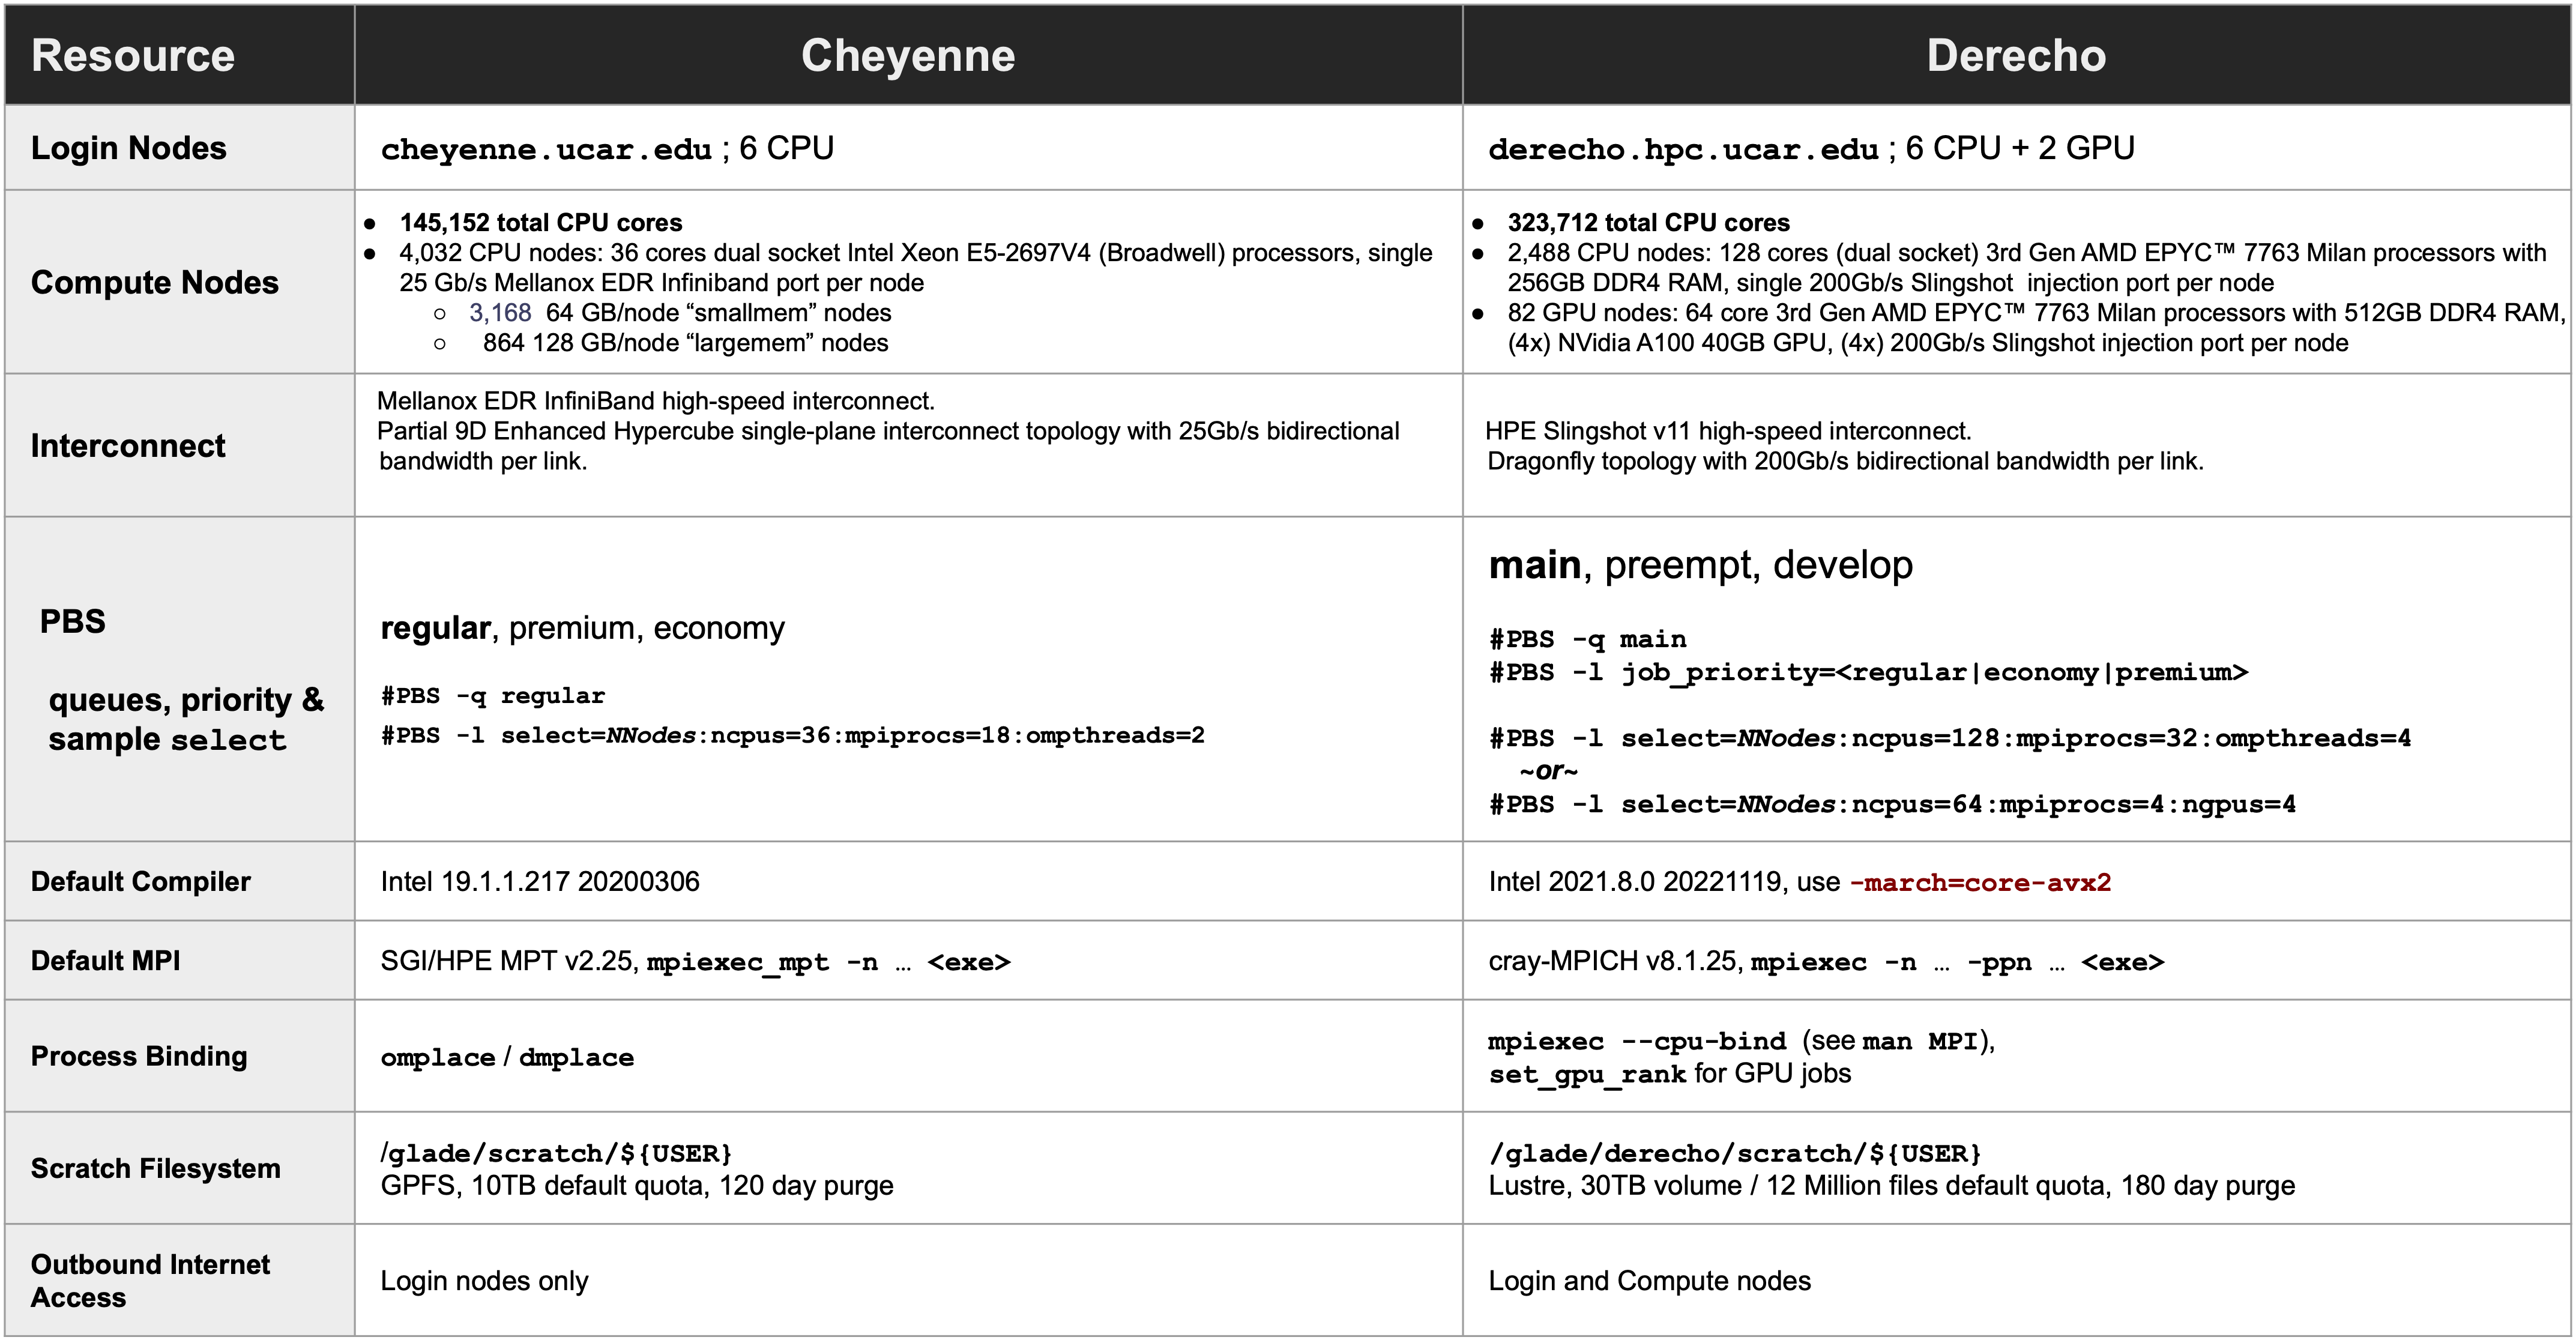 Resource Cheyenne Derecho
Login Nodes
cheyenne.ucar.edu ; 6 CPU
derecho.hpc.ucar.edu ; 6 CPU + 2 GPU
Compute Nodes
● 145,152 total CPU cores
● 4,032 CPU nodes: 36 cores dual socket Intel Xeon E5-2697V4 (Broadwell) processors, single
25 Gb/s Mellanox EDR Infiniband port per node
○ 3,168 64 GB/node “smallmem” nodes
○ 864 128 GB/node “largemem” nodes
● 323,712 total CPU cores
● 2,488 CPU nodes: 128 cores (dual socket) 3rd Gen AMD EPYC™ 7763 Milan processors with
256GB DDR4 RAM, single 200Gb/s Slingshot injection port per node
● 82 GPU nodes: 64 core 3rd Gen AMD EPYC™ 7763 Milan processors with 512GB DDR4 RAM,
(4x) NVidia A100 40GB GPU, (4x) 200Gb/s Slingshot injection port per node
Interconnect
Mellanox EDR InfiniBand high-speed interconnect.
Partial 9D Enhanced Hypercube single-plane interconnect topology with 25Gb/s bidirectional
bandwidth per link.
HPE Slingshot v11 high-speed interconnect.
Dragonfly topology with 200Gb/s bidirectional bandwidth per link.
PBS
queues, priority &
sample select
regular, premium, economy
#PBS -q regular
#PBS -l select=NNodes:ncpus=36:mpiprocs=18:ompthreads=2
main, preempt, develop
#PBS -q main
#PBS -l job_priority=<regular|economy|premium>
#PBS -l select=NNodes:ncpus=128:mpiprocs=32:ompthreads=4
~or~
#PBS -l select=NNodes:ncpus=64:mpiprocs=4:ngpus=4
Default Compiler
Intel 19.1.1.217 20200306
Intel 2021.8.0 20221119, use -march=core-avx2
Default MPI
SGI/HPE MPT v2.25, mpiexec_mpt -n … <exe>
cray-MPICH v8.1.25, mpiexec -n … -ppn … <exe>
Process Binding
omplace / dmplace
mpiexec --cpu-bind (see man MPI),
set_gpu_rank for GPU jobs
Scratch Filesystem
/glade/scratch/${USER}
GPFS, 10TB default quota, 120 day purge
/glade/derecho/scratch/${USER}
Lustre, 30TB volume / 12 Million files default quota, 180 day purge
Outbound Internet
Access
Login nodes only
Login and Compute nodes